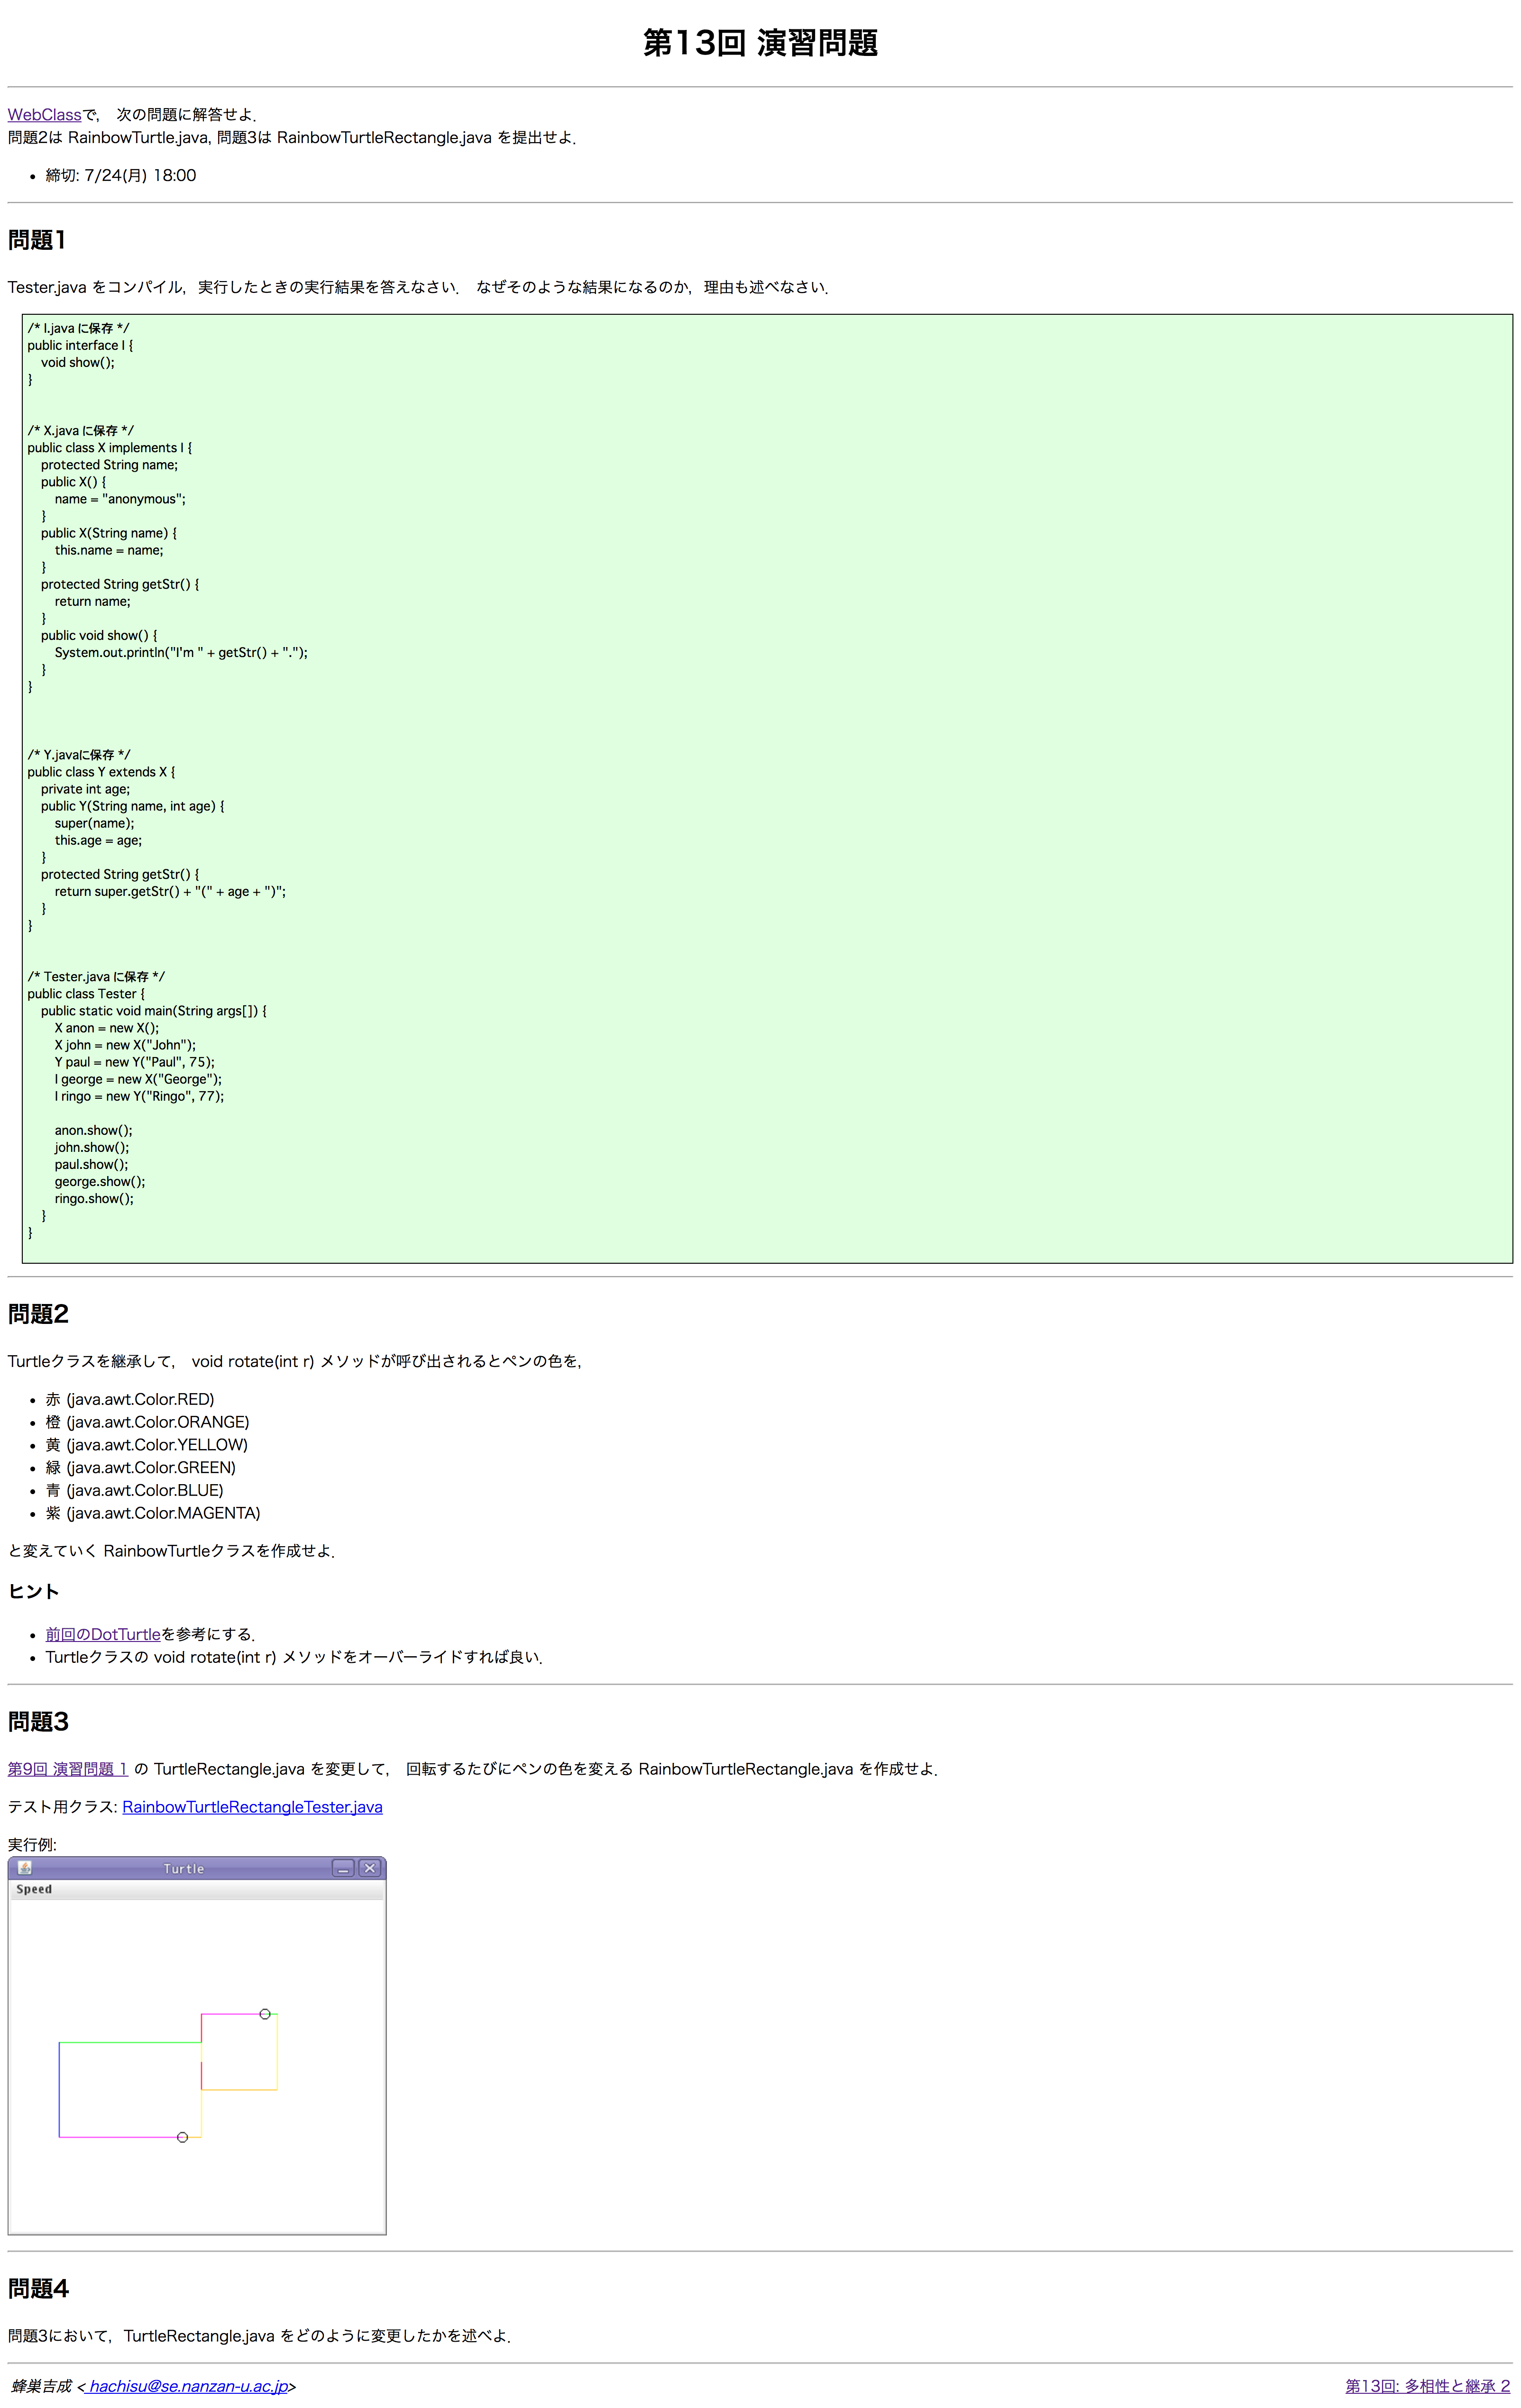 第13回 演習問題
WebClassで， 次の問題に解答せよ．
問題2は RainbowTurtle.java, 問題3は RainbowTurtleRectangle.java を提出せよ．
• 締切: 7/24(月) 18:00
問題1
Tester.java をコンパイル，実行したときの実行結果を答えなさい． なぜそのような結果になるのか，理由も述べなさい．
/* I.java に保存 */
public interface I {
    void show();
}
/* X.java に保存 */
public class X implements I {
    protected String name;
    public X() {
        name = "anonymous";
    }
    public X(String name) {
        this.name = name;
    }
    protected String getStr() {
        return name;
    }
    public void show() {
        System.out.println("I'm " + getStr() + ".");
    }
}
/* Y.javaに保存 */
public class Y extends X {
    private int age;
    public Y(String name, int age) {
        super(name);
        this.age = age;
    }
    protected String getStr() {
        return super.getStr() + "(" + age + ")";
    }
}
/* Tester.java に保存 */
public class Tester {
    public static void main(String args[]) {
        X anon = new X();
        X john = new X("John");
        Y paul = new Y("Paul", 75);
        I george = new X("George");
        I ringo = new Y("Ringo", 77);
        anon.show();
        john.show();
        paul.show();
        george.show();
        ringo.show();
    }
}
問題2
Turtleクラスを継承して， void rotate(int r) メソッドが呼び出されるとペンの色を，
• 赤 (java.awt.Color.RED)
• 橙 (java.awt.Color.ORANGE)
• 黄 (java.awt.Color.YELLOW)
• 緑 (java.awt.Color.GREEN)
• 青 (java.awt.Color.BLUE)
• 紫 (java.awt.Color.MAGENTA)
と変えていく RainbowTurtleクラスを作成せよ．
ヒント
• 前回のDotTurtleを参考にする．
• Turtleクラスの void rotate(int r) メソッドをオーバーライドすれば良い．
問題3
第9回 演習問題 1 の TurtleRectangle.java を変更して， 回転するたびにペンの色を変える RainbowTurtleRectangle.java を作成せよ．
テスト用クラス: RainbowTurtleRectangleTester.java
実行例:
Turtle
Speed
問題4
問題3において，TurtleRectangle.java をどのように変更したかを述べよ．
蜂巣吉成 < hachisu@se.nanzan-u.ac.jp>
第13回: 多相性と継承 2